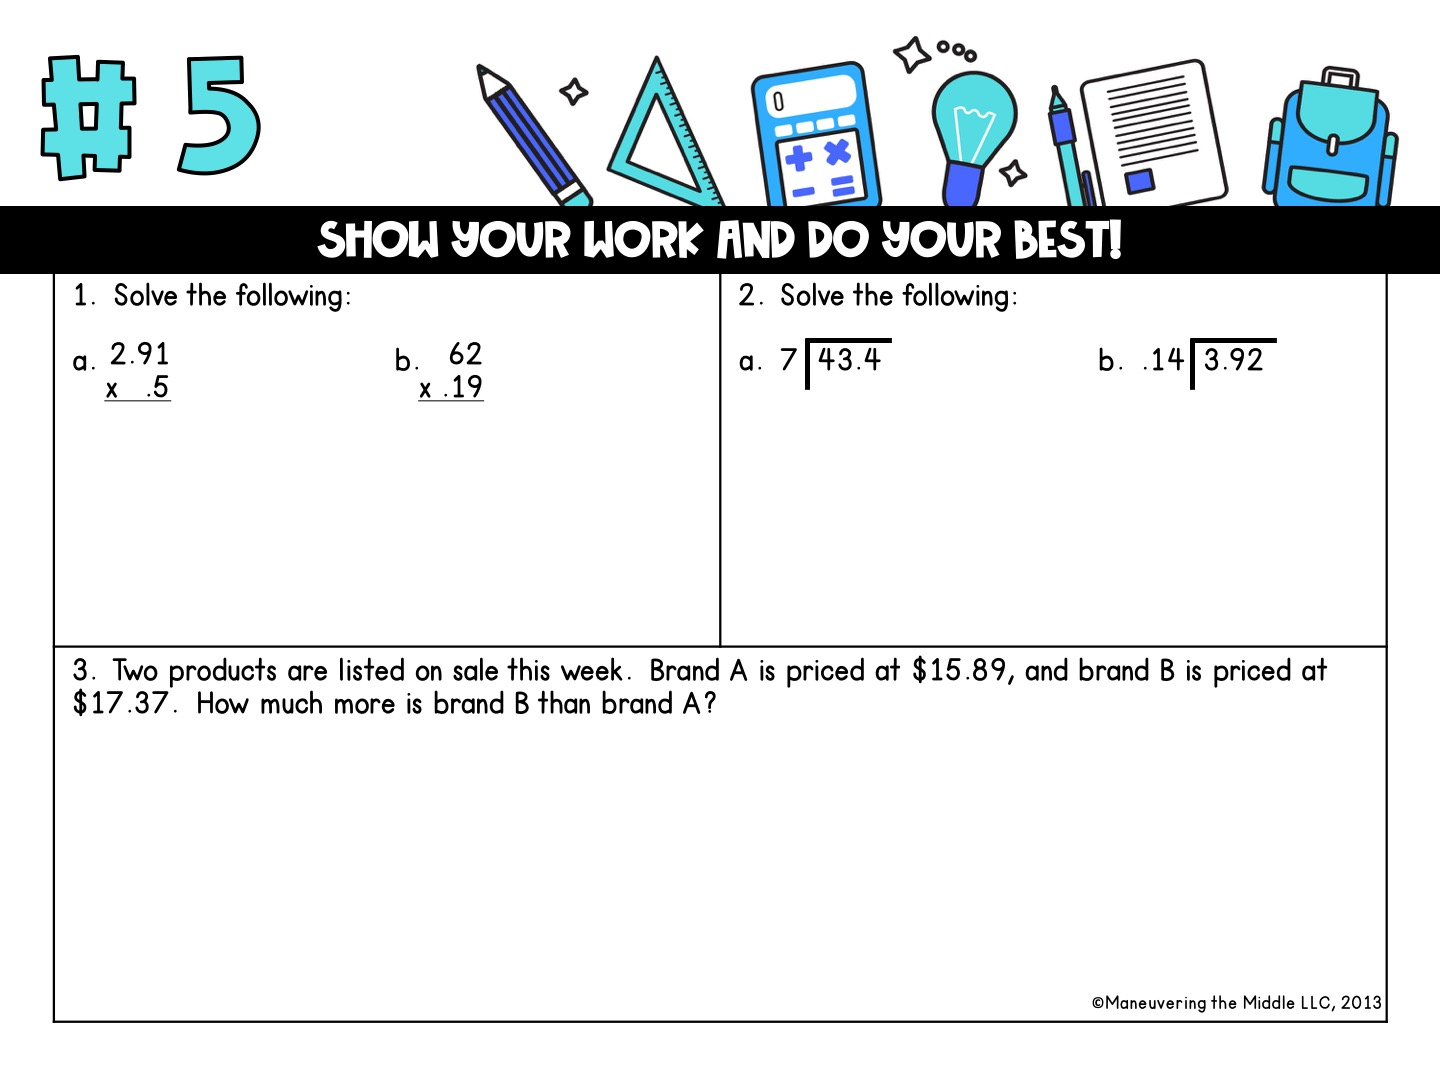 # 5
0
SHOW YOUR WORK AND DO YOUR BEST!
1. Solve the following:
a. 2.91
x .5
b. 62
x .19
2. Solve the following:
a. 7 43.4
b. .14 3.92
3. Two products are listed on sale this week. Brand A is priced at $15.89, and brand B is priced at
$17.37. How much more is brand B than brand A?
©Maneuvering the Middle LLC, 2013